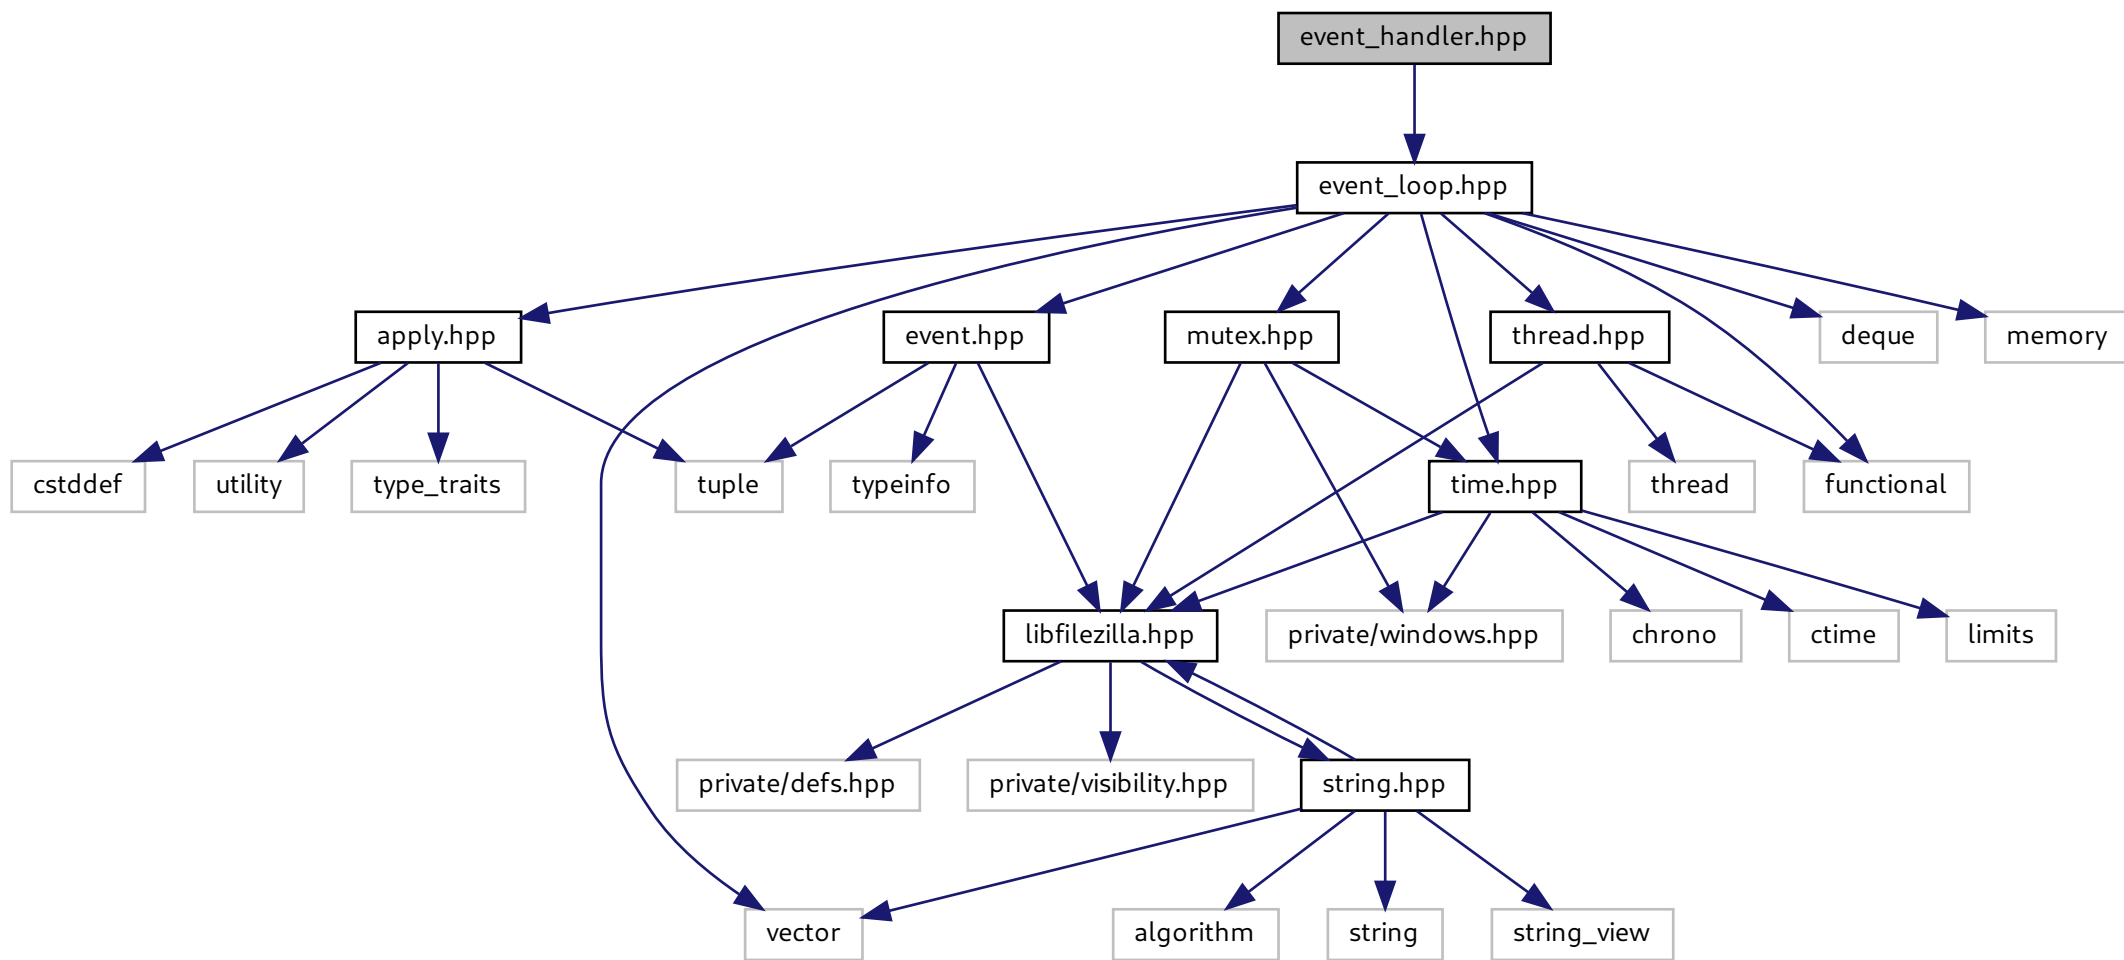 event_handler.hpp
event_loop.hpp
apply.hpp
event.hpp
mutex.hpp
thread.hpp
deque
memory
cstddef
utility
type_traits
tuple
typeinfo
time.hpp
thread
functional
libfilezilla.hpp
private/windows.hpp
chrono
ctime
limits
private/defs.hpp
private/visibility.hpp
string.hpp
vector
algorithm
string
string_view